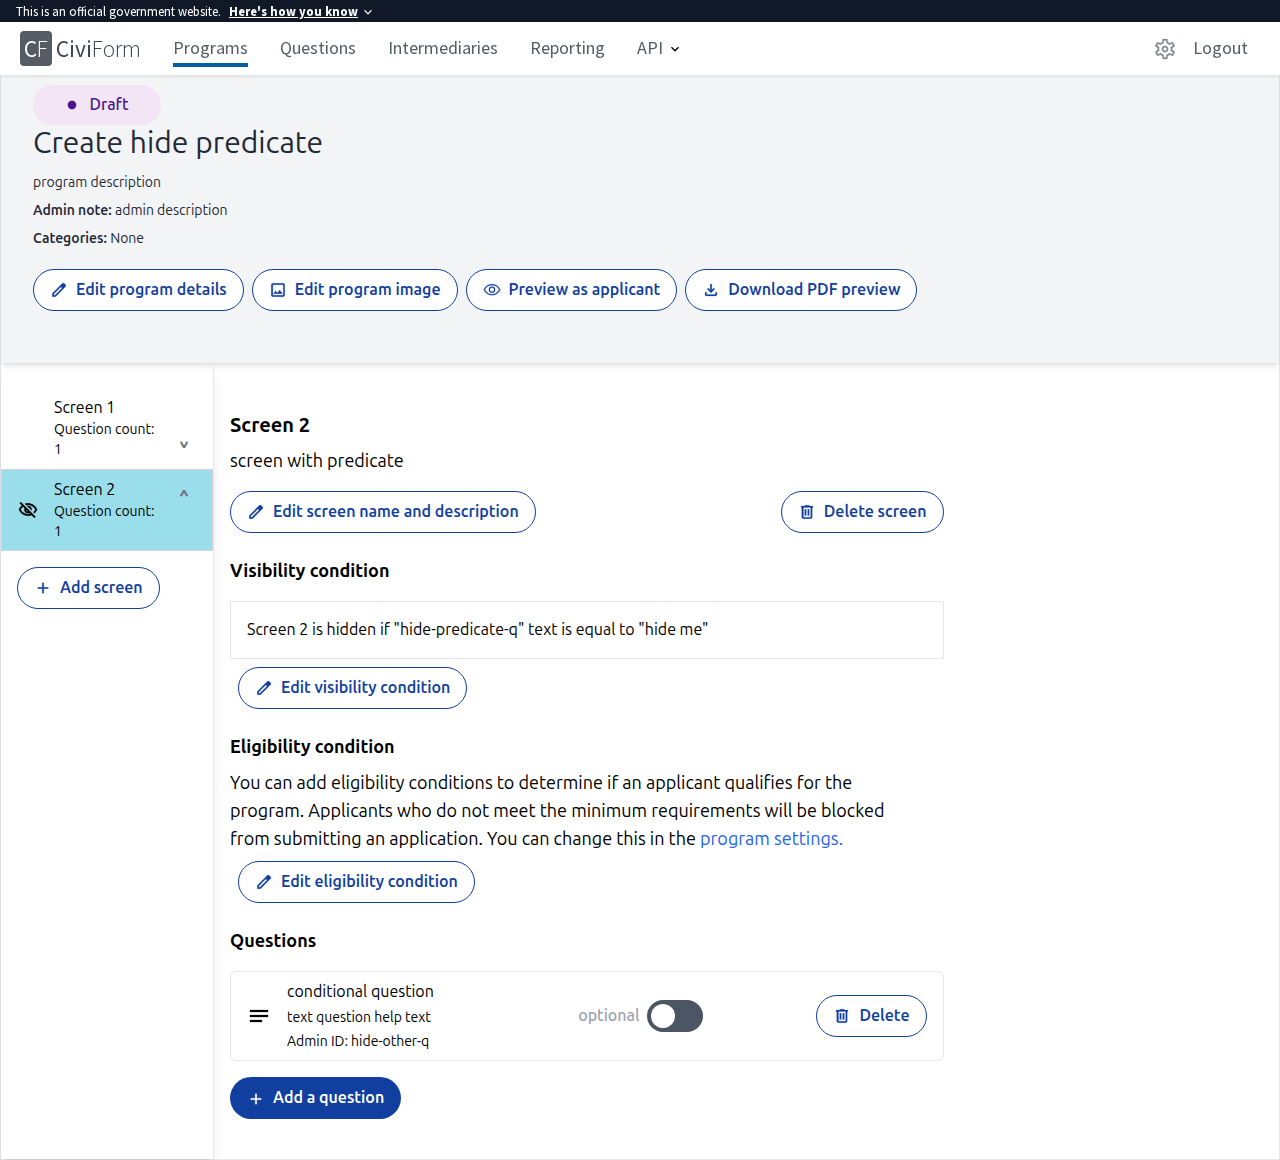 This is an official government website. Here's how you know
CF CiviForm Programs Questions Intermediaries Reporting API Logout
Draft
Create hide predicate
program description
Admin note: admin description
Categories: None
Edit program details Edit program image Preview as applicant Download PDF preview
Screen 1
Question count:
1
Screen 2
Question count:
1
Add screen
Screen 2
screen with predicate
Edit screen name and description Delete screen
Visibility condition
Screen 2 is hidden if "hide-predicate-q" text is equal to "hide me"
Edit visibility condition
Eligibility condition
You can add eligibility conditions to determine if an applicant qualifies for the
program. Applicants who do not meet the minimum requirements will be blocked
from submitting an application. You can change this in the program settings.
Edit eligibility condition
Questions
conditional question
text question help text
Admin ID: hide-other-q
optional
Delete
Add a question